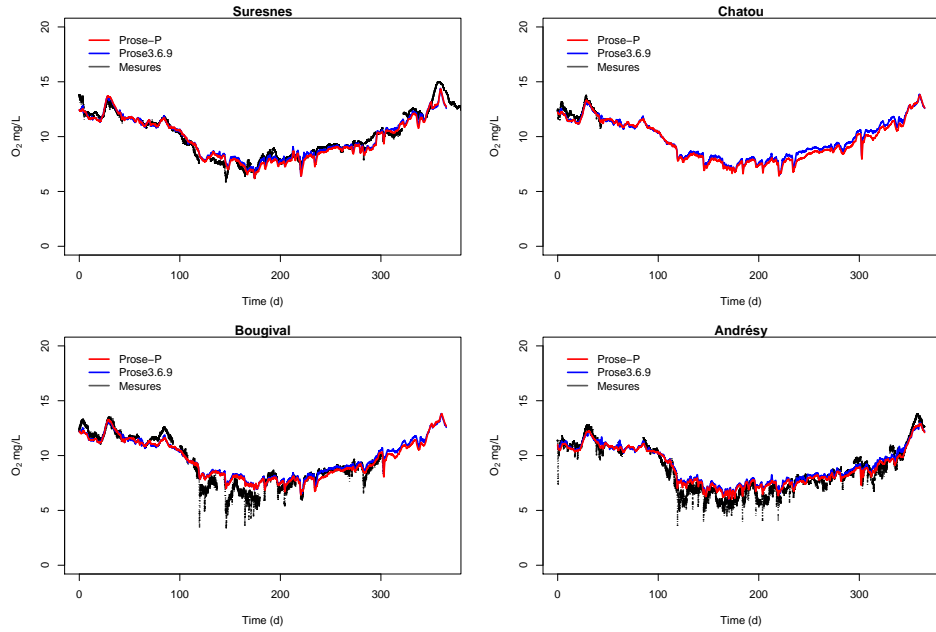 Suresnes
20
15
10
5
0
O2 mg/L
Prose-P
Prose3.6.9
Mesures
0 100 200 300
Time (d)
Chatou
20
15
10
5
0
O2 mg/L
Prose-P
Prose3.6.9
Mesures
0 100 200 300
Time (d)
Bougival
20
15
10
5
0
O2 mg/L
Prose-P
Prose3.6.9
Mesures
0 100 200 300
Time (d)
Andrésy
20
15
10
5
0
O2 mg/L
Prose-P
Prose3.6.9
Mesures
0 100 200 300
Time (d)